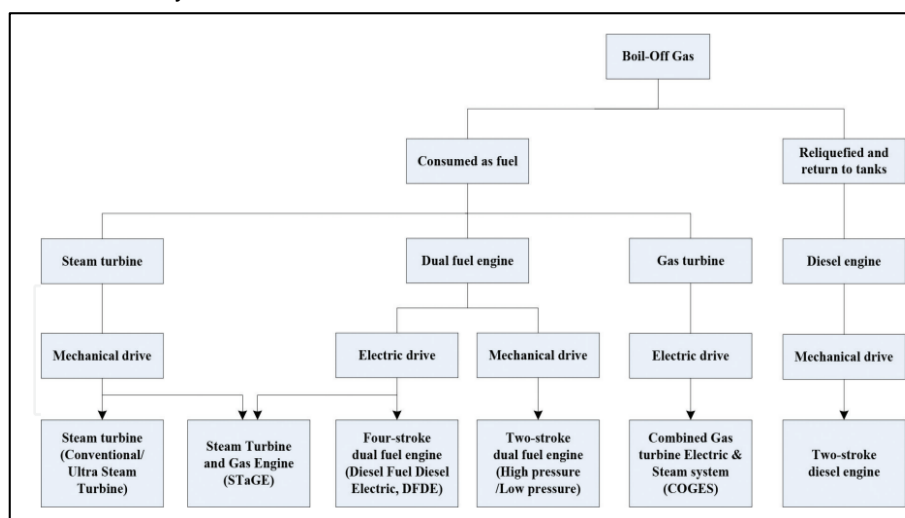 Boil-Off Gas
Consumed as fuel
Reliquefied and
return to tanks
Steam turbine
Dual fuel engine
Gas turbine
Diesel engine
Mechanical drive
Electric drive
Mechanical drive
Electric drive
Mechanical drive
Steam turbine
(Conventional/
Ultra Steam
Turbine)
Steam Turbine
and Gas Engine
(STaGE)
Four-stroke
dual fuel engine
(Diesel Fuel Diesel
Electric, DFDE)
Two-stroke
dual fuel engine
(High pressure
/Low pressure)
Combined Gas
turbine Electric &
Steam system
(COGES)
Two-stroke
diesel engine